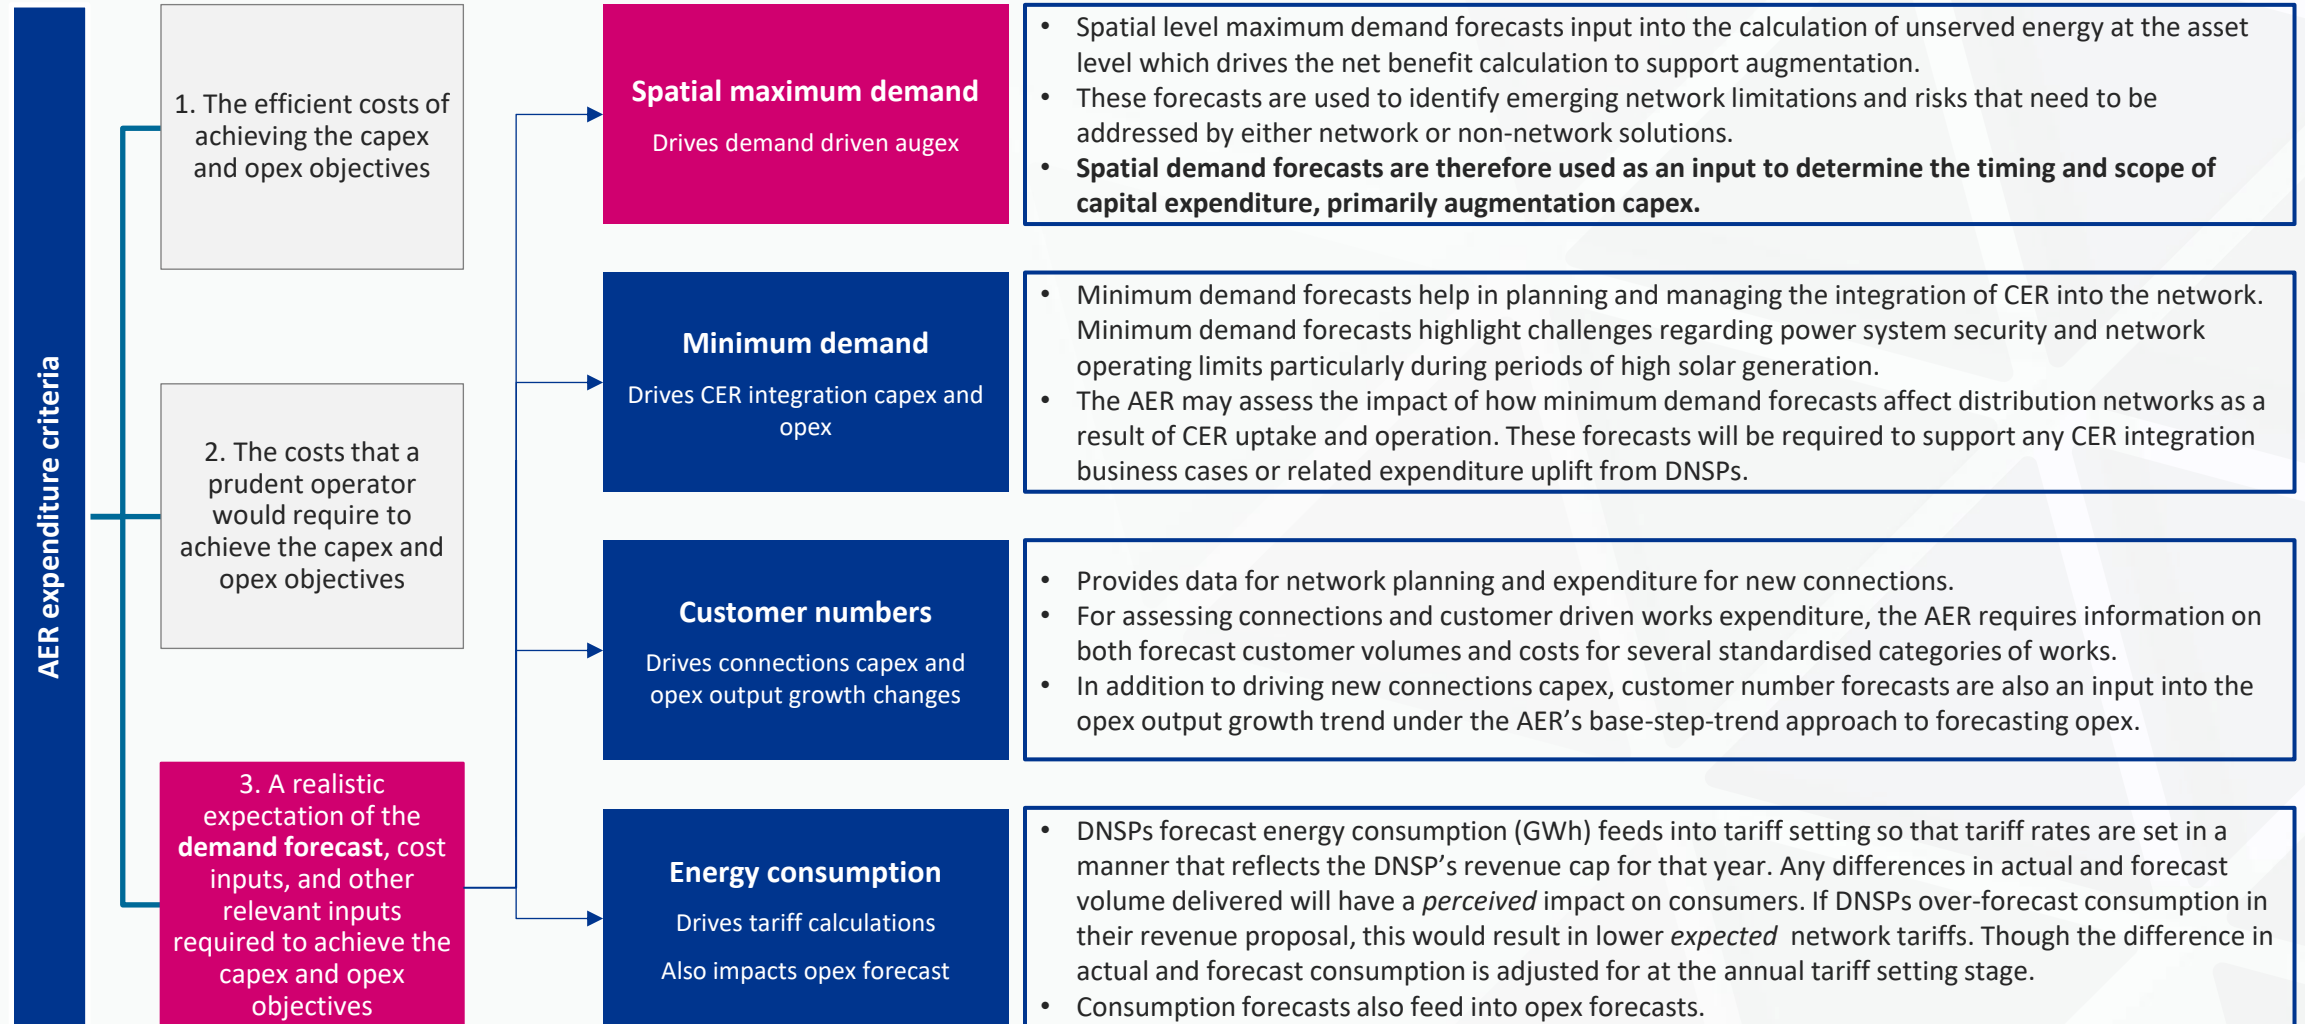 AER expenditure criteria
1. The efficient costs of
achieving the capex
and opex objectives
2. The costs that a
prudent operator
would require to
achieve the capex and
opex objectives
3. A realistic
expectation of the
demand forecast, cost
inputs, and other
relevant inputs
required to achieve the
capex and opex
objectives
Spatial maximum demand
Drives demand driven augex
• Spatial level maximum demand forecasts input into the calculation of unserved energy at the asset
level which drives the net benefit calculation to support augmentation.
• These forecasts are used to identify emerging network limitations and risks that need to be
addressed by either network or non-network solutions.
• Spatial demand forecasts are therefore used as an input to determine the timing and scope of
capital expenditure, primarily augmentation capex.
Minimum demand
Drives CER integration capex and
opex
• Minimum demand forecasts help in planning and managing the integration of CER into the network.
Minimum demand forecasts highlight challenges regarding power system security and network
operating limits particularly during periods of high solar generation.
• The AER may assess the impact of how minimum demand forecasts affect distribution networks as a
result of CER uptake and operation. These forecasts will be required to support any CER integration
business cases or related expenditure uplift from DNSPs.
Customer numbers
Drives connections capex and
opex output growth changes
• Provides data for network planning and expenditure for new connections.
• For assessing connections and customer driven works expenditure, the AER requires information on
both forecast customer volumes and costs for several standardised categories of works.
• In addition to driving new connections capex, customer number forecasts are also an input into the
opex output growth trend under the AER’s base-step-trend approach to forecasting opex.
Energy consumption
Drives tariff calculations
Also impacts opex forecast
• DNSPs forecast energy consumption (GWh) feeds into tariff setting so that tariff rates are set in a
manner that reflects the DNSP’s revenue cap for that year. Any differences in actual and forecast
volume delivered will have a perceived impact on consumers. If DNSPs over-forecast consumption in
their revenue proposal, this would result in lower expected network tariffs. Though the difference in
actual and forecast consumption is adjusted for at the annual tariff setting stage.
• Consumption forecasts also feed into opex forecasts.